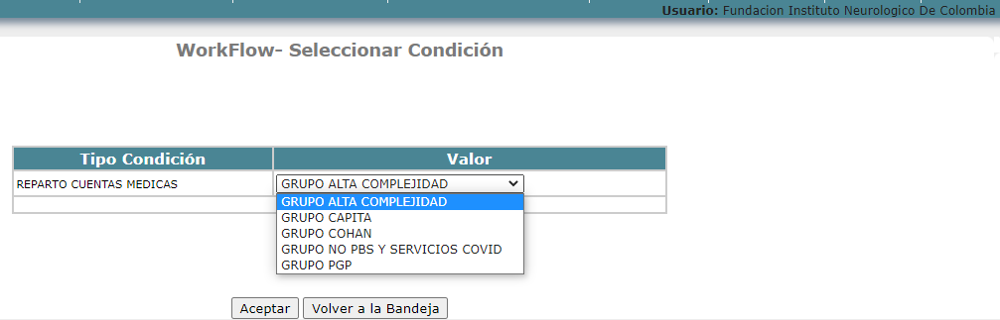 Usuario: Fundacion Instituto Neurologico De Colombia
WorkFlow- Seleccionar Condición
Tipo Condición Valor
REPARTO CUENTAS MEDICAS GRUPO ALTA COMPLEJIDAD
GRUPO ALTA COMPLEJIDAD
GRUPO CAPITA
GRUPO COHAN
GRUPO NO PBS Y SERVICIOS COVID
GRUPO PGP
Aceptar Volver a la Bandeja